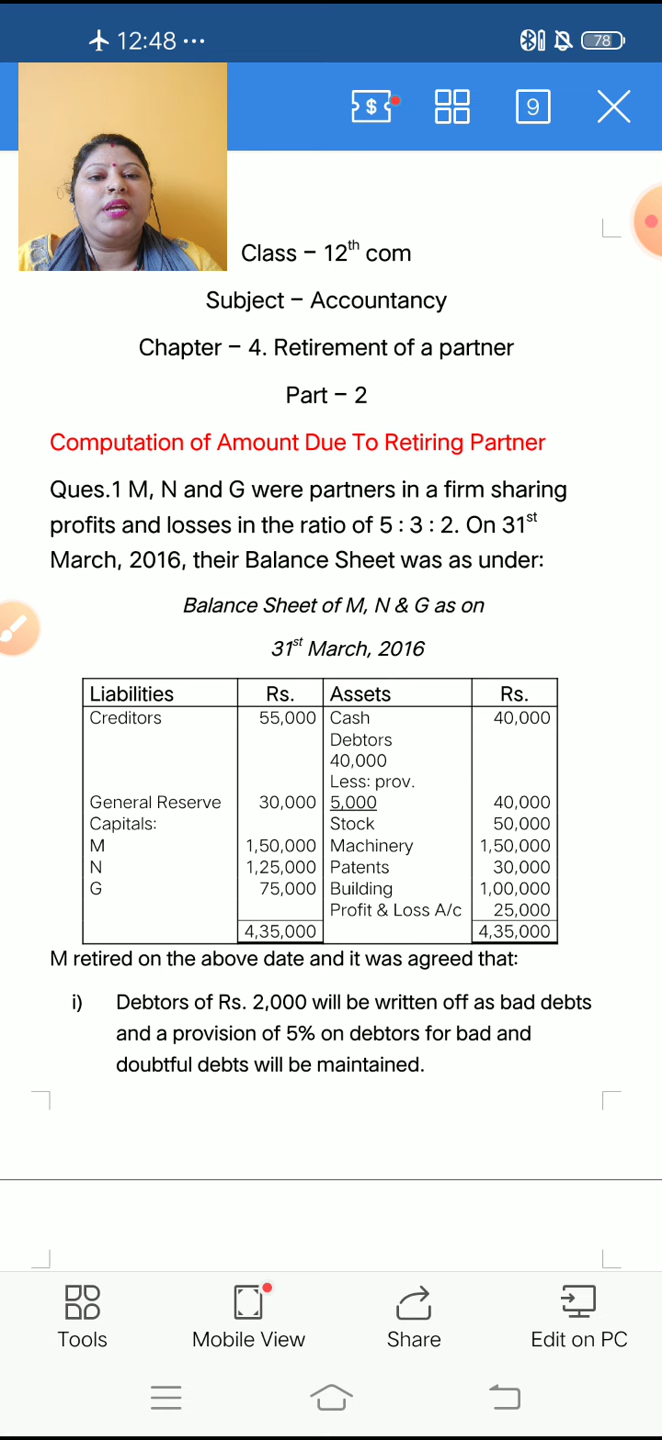 12:48 ...
78
$
9
Class – 12th com
Subject – Accountancy
Chapter – 4. Retirement of a partner
Part – 2
Computation of Amount Due To Retiring Partner
Ques.1 M, N and G were partners in a firm sharing
profits and losses in the ratio of 5 : 3 : 2. On 31st
March, 2016, their Balance Sheet was as under:
Balance Sheet of M, N & G as on
31st March, 2016
Liabilities Rs. Assets Rs.
Creditors 55,000 Cash 40,000
Debtors
40,000
Less: prov.
General Reserve 30,000 5,000 40,000
Capitals: Stock 50,000
M 1,50,000 Machinery 1,50,000
N 1,25,000 Patents 30,000
G 75,000 Building 1,00,000
Profit & Loss A/c 25,000
4,35,000 4,35,000
M retired on the above date and it was agreed that:
i) Debtors of Rs. 2,000 will be written off as bad debts
and a provision of 5% on debtors for bad and
doubtful debts will be maintained.
Tools Mobile View Share Edit on PC